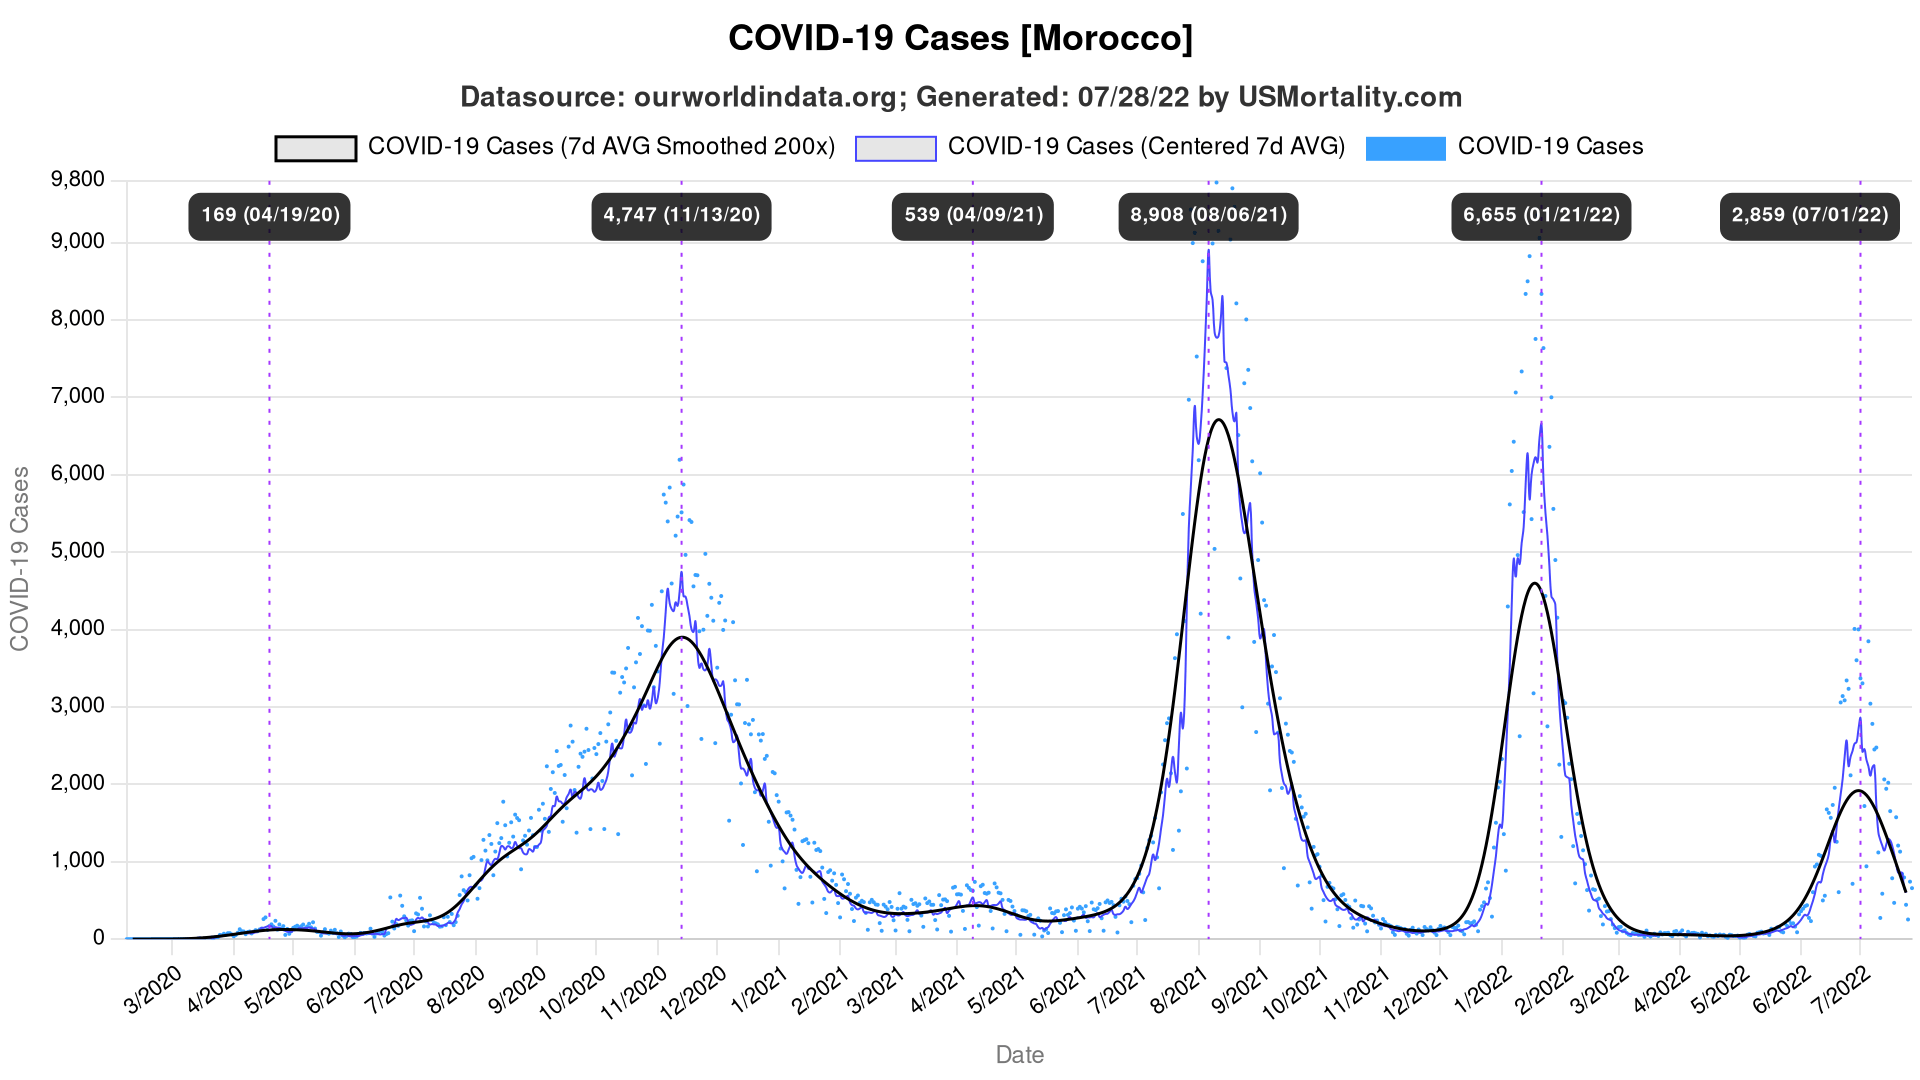 COVID-19 Cases [Morocco]
Datasource: ourworldindata.org; Generated: 07/28/22 by USMortality.com
COVID-19 Cases (7d AVG Smoothed 200x) COVID-19 Cases (Centered 7d AVG) COVID-19 Cases
169 (04/19/20) 4,747 (11/13/20) 539 (04/09/21) 8,908 (08/06/21) 6,655 (01/21/22) 2,859 (07/01/22)
COVID-19 Cases
9,800
9,000
8,000
7,000
6,000
5,000
4,000
3,000
2,000
1,000
0
3/2020 4/2020 5/2020 6/2020 7/2020 8/2020 9/2020 10/2020 11/2020 12/2020 1/2021 2/2021 3/2021 4/2021 5/2021 6/2021 7/2021 8/2021 9/2021 10/2021 11/2021 12/2021 1/2022 2/2022 3/2022 4/2022 5/2022 6/2022 7/2022
Date